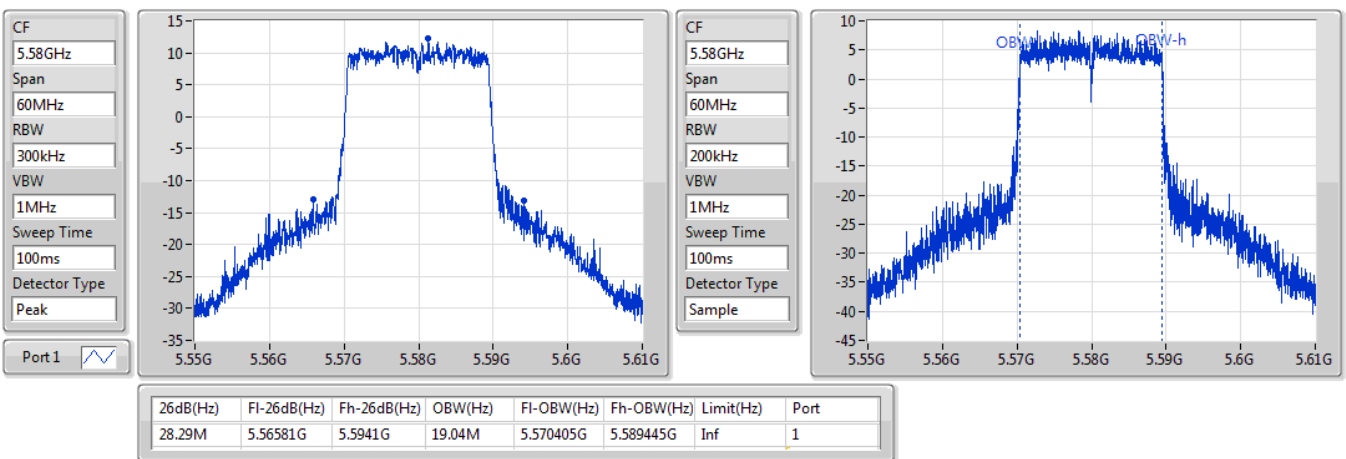 CF
5.58GHz
Span
60MHz
RBW
300kHz
VBW
1MHz
Sweep Time
100ms
Detector Type
Peak
Port 1
15
10
5
0
-5
-10
-15
-20
-25
-30
-35
5.55G 5.56G 5.57G 5.58G 5.59G 5.6G 5.61G
CF
5.58GHz
Span
60MHz
RBW
200kHz
VBW
1MHz
Sweep Time
100ms
Detector Type
Sample
10
5
0
-5
-10
-15
-20
-25
-30
-35
-40
-45
OBW-h
5.55G 5.56G 5.57G 5.58G 5.59G 5.6G 5.61G
26dB(Hz) Fl-26dB(Hz) Fh-26dB(Hz) OBW(Hz) Fl-OBW(Hz) Fh-OBW(Hz) Limit(Hz) Port
28.29M 5.56581G 5.5941G 19.04M 5.570405G 5.589445G Inf 1